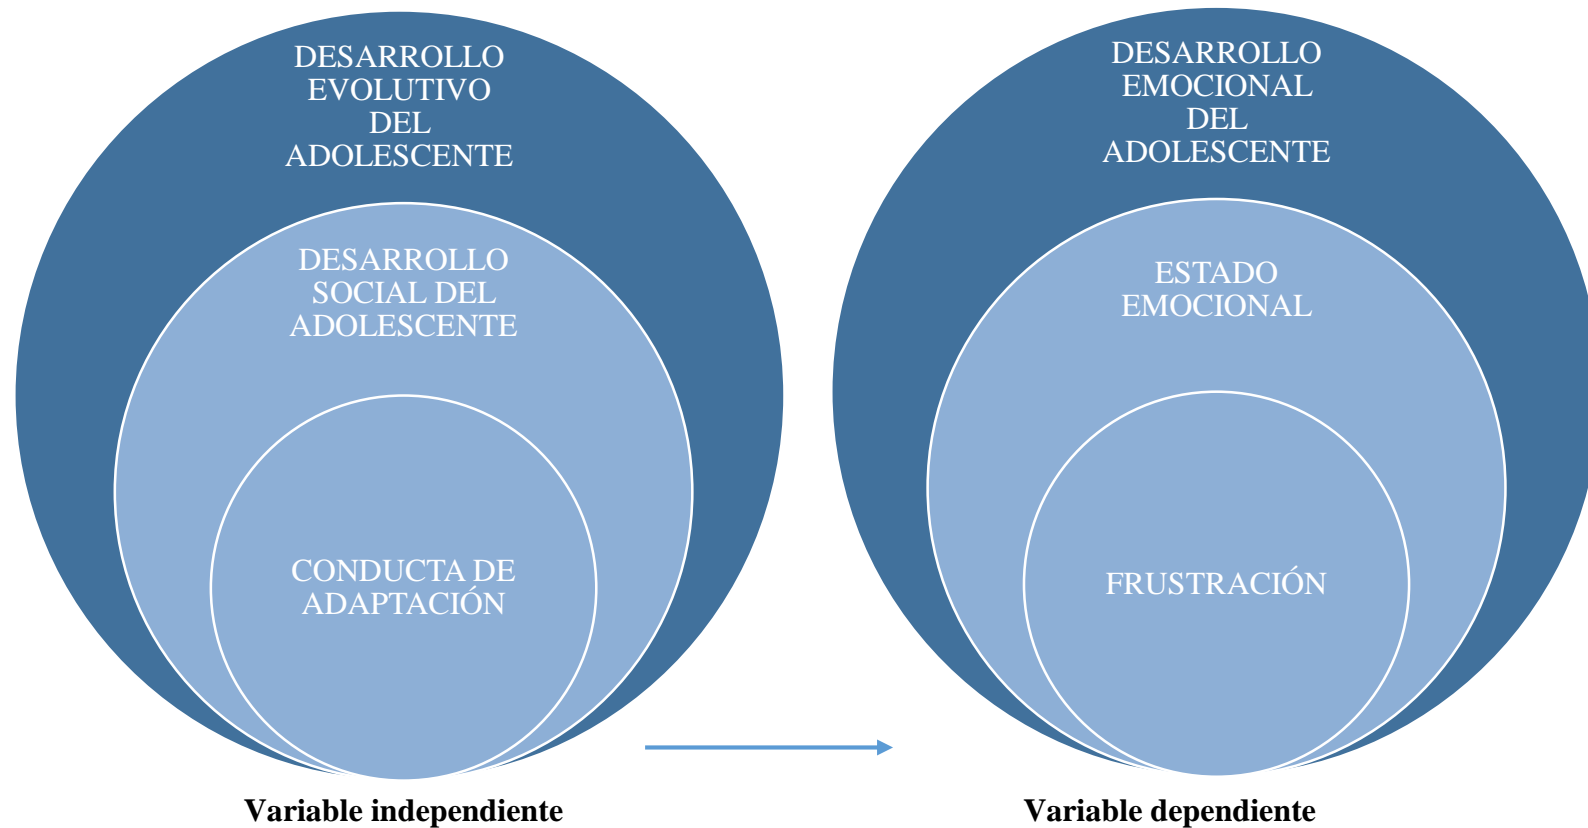 DESARROLLO
EVOLUTIVO
DEL
ADOLESCENTE
DESARROLLO
SOCIAL DEL
ADOLESCENTE
CONDUCTA DE
ADAPTACIÓN
Variable independiente
DESARROLLO
EMOCIONAL
DEL
ADOLESCENTE
ESTADO
EMOCIONAL
FRUSTRACIÓN
Variable dependiente